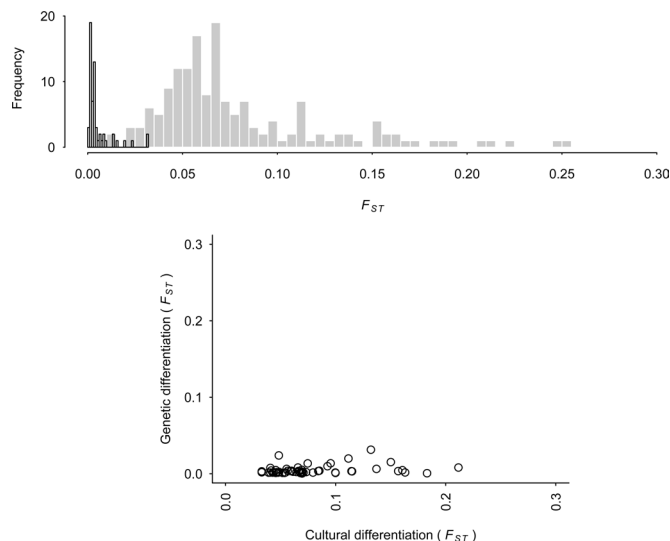 20
10
0
Frequency
0.00 0.05 0.10 0.15 0.20 0.25 0.30
F ST
0.3
0.2
0.1
0.0
Genetic differentiation ( F ST )
0.0 0.1 0.2 0.3
Cultural differentiation ( F ST )